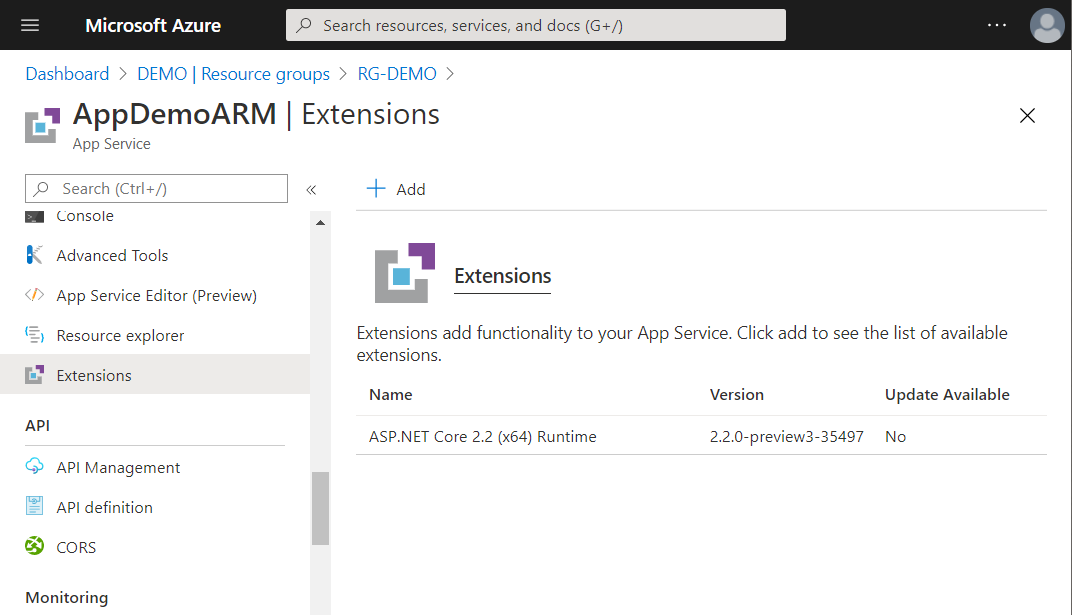 Microsoft Azure
Search resources, services, and docs (G+/)
Dashboard > DEMO | Resource groups > RG-DEMO >
AppDemoARM | Extensions
App Service
Search (Ctrl+/)
«
Console
Advanced Tools
App Service Editor (Preview)
Resource explorer
Extensions
API
API Management
API definition
CORS
Monitoring
Add
Extensions
Extensions add functionality to your App Service. Click add to see the list of available
extensions.
Name Version Update Available
ASP.NET Core 2.2 (x64) Runtime 2.2.0-preview3-35497 No